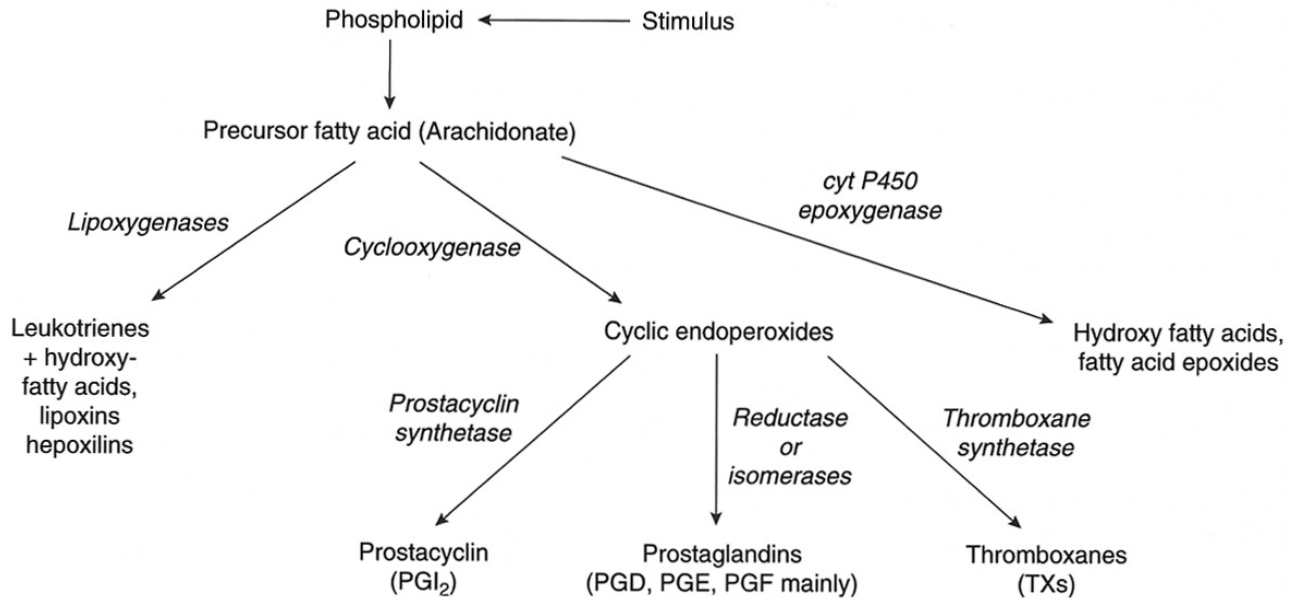 Phospholipid
Stimulus
Precursor fatty acid (Arachidonate)
Lipoxygenases
Cyclooxygenase
cyt P450
epoxygenase
Leukotrienes
+ hydroxy-
fatty acids,
lipoxins
hepoxilins
Cyclic endoperoxides
Hydroxy fatty acids,
fatty acid epoxides
Prostacyclin
synthetase
Reductase
or
isomerases
Thromboxane
synthetase
Prostacyclin
(PGI₂)
Prostaglandins
(PGD, PGE, PGF mainly)
Thromboxanes
(TXs)